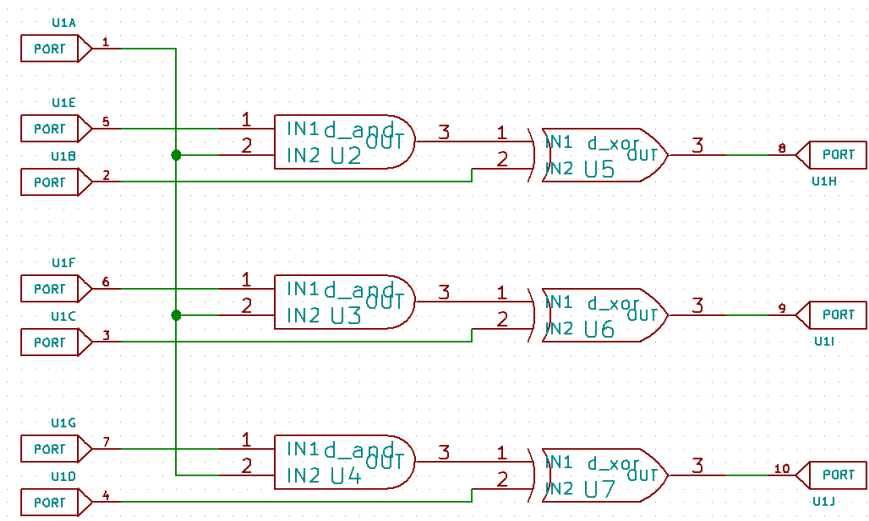 U1A
PORT 1
U1E
PORT 5 1 IN1 d_and OUT 3 1 IN1 d_xor OUT 3 8 PORT
2 IN2 U2
U1B
PORT 2 2 IN2 U5 U1H
U1F
PORT 6 1 IN1 d_and OUT 3 1 IN1 d_xor OUT 3 9 PORT
2 IN2 U3
U1C
PORT 3 2 IN2 U6 U1I
U1G
PORT 7 1 IN1 d_and OUT 3 1 IN1 d_xor OUT 3 10 PORT
2 IN2 U4
U1D
PORT 4 2 IN2 U7 U1J